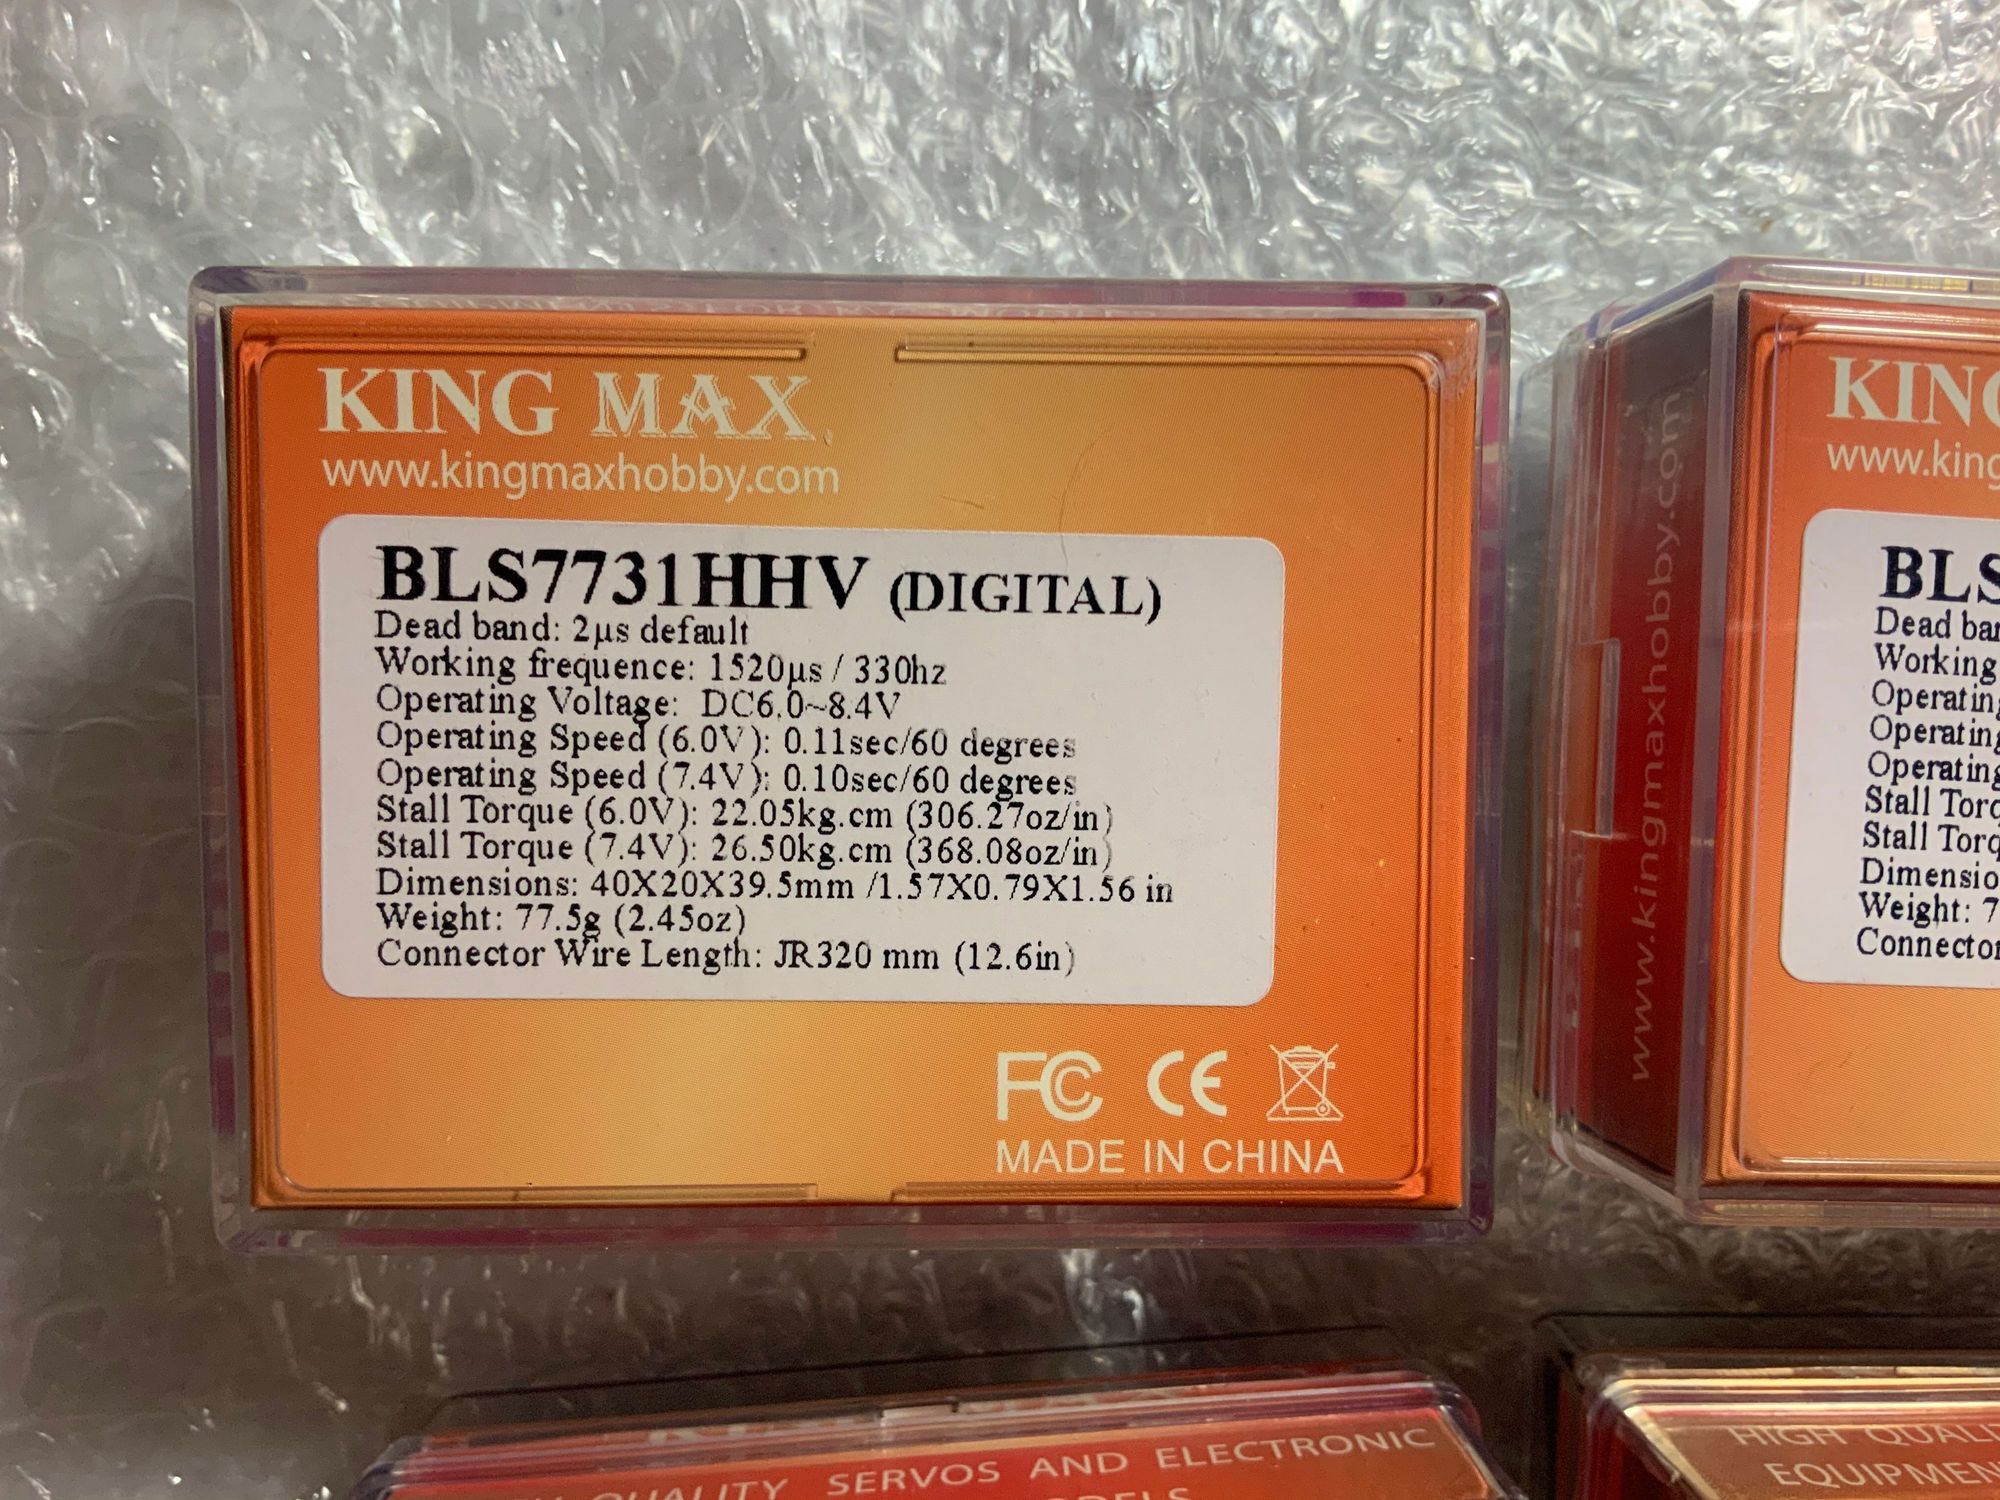 KING MAX
www.kingmaxhobby.com
BLS7731HHV (DIGITAL)
Dead band: 2μs default
Working frequence: 1520μs / 330hz
Operating Voltage: DC6.0~8.4V
Operating Speed (6.0V): 0.11sec/60 degrees
Operating Speed (7.4V): 0.10sec/60 degrees
Stall Torque (6.0V): 22.05kg.cm (306.27oz/in)
Stall Torque (7.4V): 26.50kg.cm (368.08oz/in)
Dimensions: 40X20X39.5mm /1.57X0.79X1.56 in
Weight: 77.5g (2.45oz)
Connector Wire Length: JR320 mm (12.6in)
FC CE
MADE IN CHINA
www.kingmaxhobby.com
KING
www.king
BLS
Dead ban
Working
Operating
Operating
Operating
Stall Torq
Stall Torq
Dimensio
Weight: 7
Connector
QUALITY SERVOS AND ELECTRONIC
HIGH QUALI
EQUIPMEN